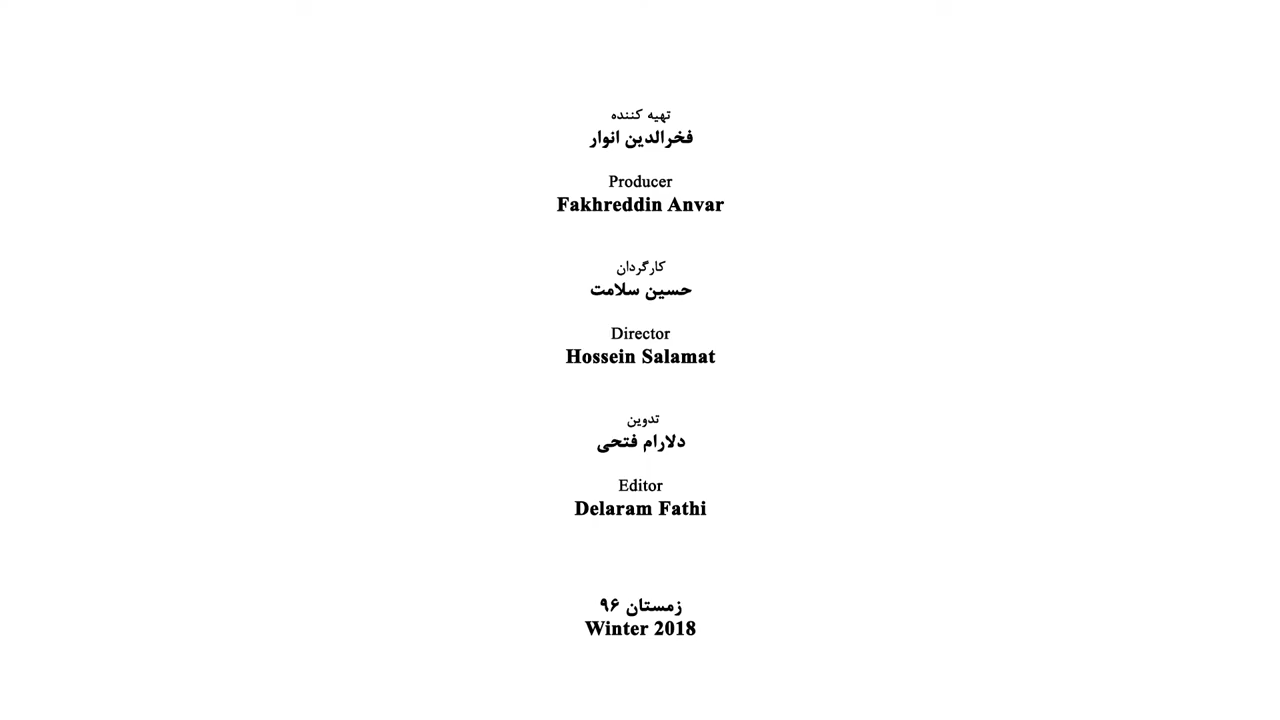 تهیه کننده
فخرالدین انوار
Producer
Fakhreddin Anvar
کارگردان
حسین سلامت
Director
Hossein Salamat
تدوین
دلارام فتحی
Editor
Delaram Fathi
زمستان ۹۶
Winter 2018